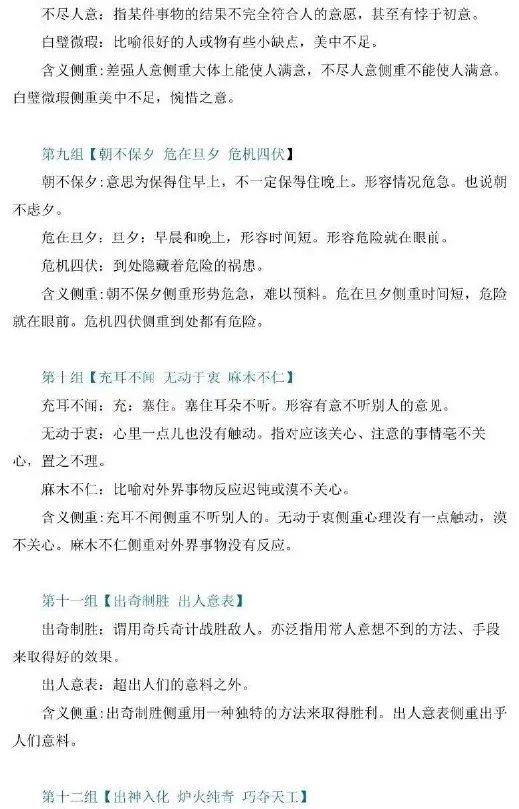 不尽人意：指某件事物的结果不完全符合人的意愿，甚至有悖于初意。
白璧微瑕：比喻很好的人或物有些小缺点，美中不足。
含义侧重:差强人意侧重大体上能使人满意，不尽人意侧重不能使人满意。
白璧微瑕侧重美中不足，惋惜之意。
第九组【朝不保夕 危在旦夕 危机四伏】
朝不保夕:意思为保得住早上，不一定保得住晚上。形容情况危急。也说朝
不虑夕。
危在旦夕：旦夕：早晨和晚上，形容时间短。形容危险就在眼前。
危机四伏：到处隐藏着危险的祸患。
含义侧重:朝不保夕侧重形势危急，难以预料。危在旦夕侧重时间短，危险
就在眼前。危机四伏侧重到处都有危险。
第十组【充耳不闻 无动于衷 麻木不仁】
充耳不闻：充：塞住。塞住耳朵不听。形容有意不听别人的意见。
无动于衷：心里一点儿也没有触动。指对应该关心、注意的事情毫不关
心，置之不理。
麻木不仁：比喻对外界事物反应迟钝或漠不关心。
含义侧重:充耳不闻侧重不听别人的。无动于衷侧重心理没有一点触动，漠
不关心。麻木不仁侧重对外界事物没有反应。
第十一组【出奇制胜 出人意表】
出奇制胜：谓用奇兵奇计战胜敌人。亦泛指用常人意想不到的方法、手段
来取得好的效果。
出人意表：超出人们的意料之外。
含义侧重:出奇制胜侧重用一种独特的方法来取得胜利。出人意表侧重出乎
人们意料。
第十二组【出神入化 炉火纯青 巧夺天工】